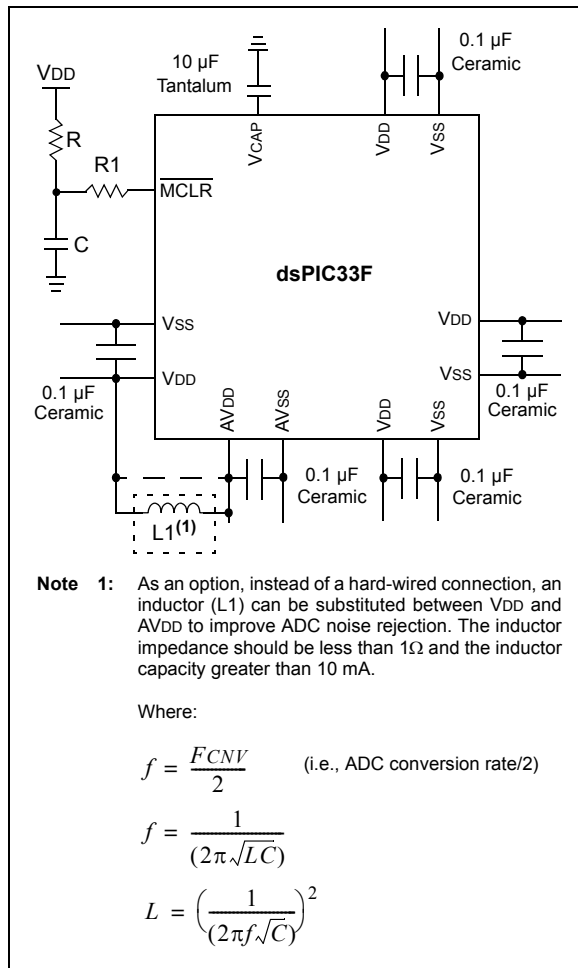 VDD
R
R1
C
10 µF
Tantalum
0.1 µF
Ceramic
VCAP
VDD
VSS
MCLR
dsPIC33F
VSS
VDD
0.1 µF
Ceramic
VDD
VSS
0.1 µF
Ceramic
AVDD
AVSS
VDD
VSS
0.1 µF
Ceramic
0.1 µF
Ceramic
L1(1)
Note 1: As an option, instead of a hard-wired connection, an
inductor (L1) can be substituted between VDD and
AVDD to improve ADC noise rejection. The inductor
impedance should be less than 1Ω and the inductor
capacity greater than 10 mA.
Where:
f = FCNV / 2 (i.e., ADC conversion rate/2)
f = 1 / (2π√LC)
L = (1 / (2πf√C))²